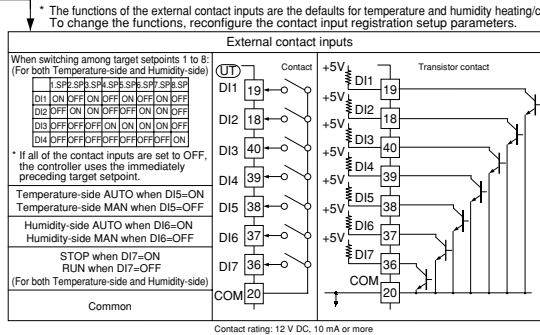 * The functions of the external contact inputs are the defaults for temperature and humidity heating/c
To change the functions, reconfigure the contact input registration setup parameters.
External contact inputs
When switching among target setpoints 1 to 8:
(For both Temperature-side and Humidity-side)
1.SP 2.SP 3.SP 4.SP 5.SP 6.SP 7.SP 8.SP
DI1 ON OFF ON OFF ON OFF ON OFF
DI2 OFF ON ON OFF OFF ON ON OFF
DI3 OFF OFF OFF ON ON ON ON OFF
DI4 OFF OFF OFF OFF OFF OFF OFF ON
* If all of the contact inputs are set to OFF,
the controller uses the immediately
preceding target setpoint.
Temperature-side AUTO when DI5=ON
Temperature-side MAN when DI5=OFF
Humidity-side AUTO when DI6=ON
Humidity-side MAN when DI6=OFF
STOP when DI7=ON
RUN when DI7=OFF
(For both Temperature-side and Humidity-side)
Common
UT Contact
DI1 19
DI2 18
DI3 40
DI4 39
DI5 38
DI6 37
DI7 36
COM 20
Transistor contact
+5V DI1 19
+5V DI2 18
+5V DI3 40
+5V DI4 39
+5V DI5 38
+5V DI6 37
+5V DI7 36
COM 20
Contact rating: 12 V DC, 10 mA or more